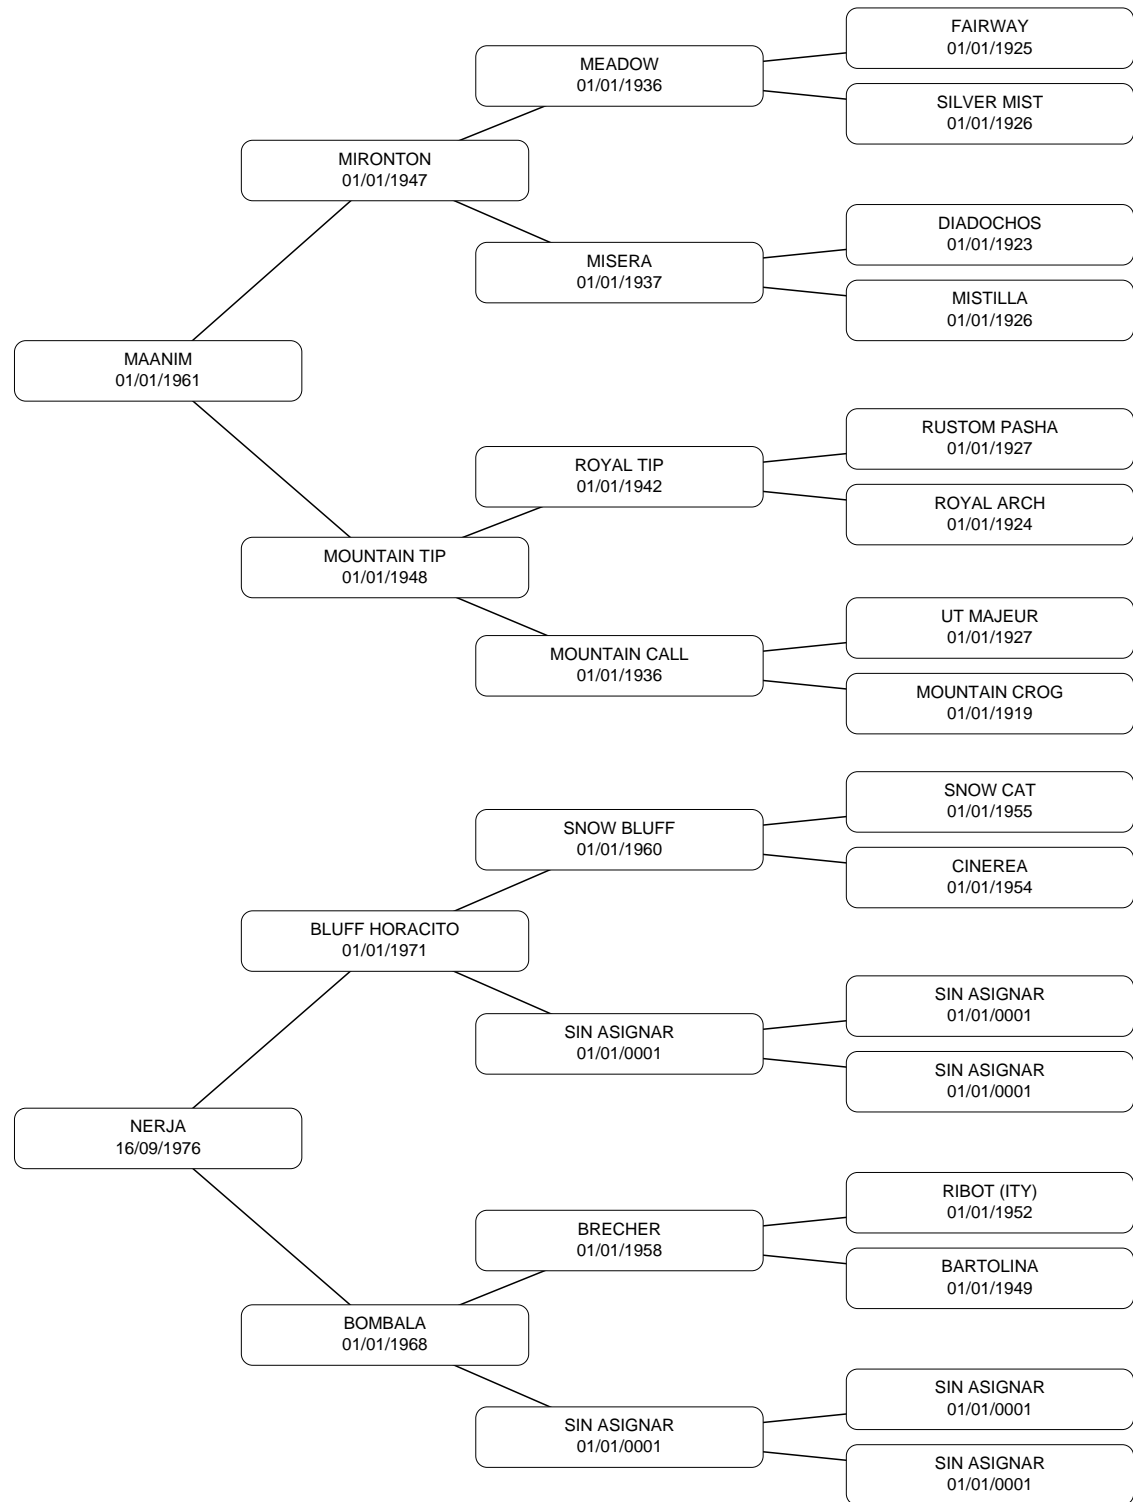 FAIRWAY
01/01/1925
MEADOW
01/01/1936
SILVER MIST
01/01/1926
MIRONTON
01/01/1947
DIADOCHOS
01/01/1923
MISERA
01/01/1937
MISTILLA
01/01/1926
MAANIM
01/01/1961
RUSTOM PASHA
01/01/1927
ROYAL TIP
01/01/1942
ROYAL ARCH
01/01/1924
MOUNTAIN TIP
01/01/1948
UT MAJEUR
01/01/1927
MOUNTAIN CALL
01/01/1936
MOUNTAIN CROG
01/01/1919
SNOW CAT
01/01/1955
SNOW BLUFF
01/01/1960
CINEREA
01/01/1954
BLUFF HORACITO
01/01/1971
SIN ASIGNAR
01/01/0001
SIN ASIGNAR
01/01/0001
SIN ASIGNAR
01/01/0001
NERJA
16/09/1976
RIBOT (ITY)
01/01/1952
BRECHER
01/01/1958
BARTOLINA
01/01/1949
BOMBALA
01/01/1968
SIN ASIGNAR
01/01/0001
SIN ASIGNAR
01/01/0001
SIN ASIGNAR
01/01/0001